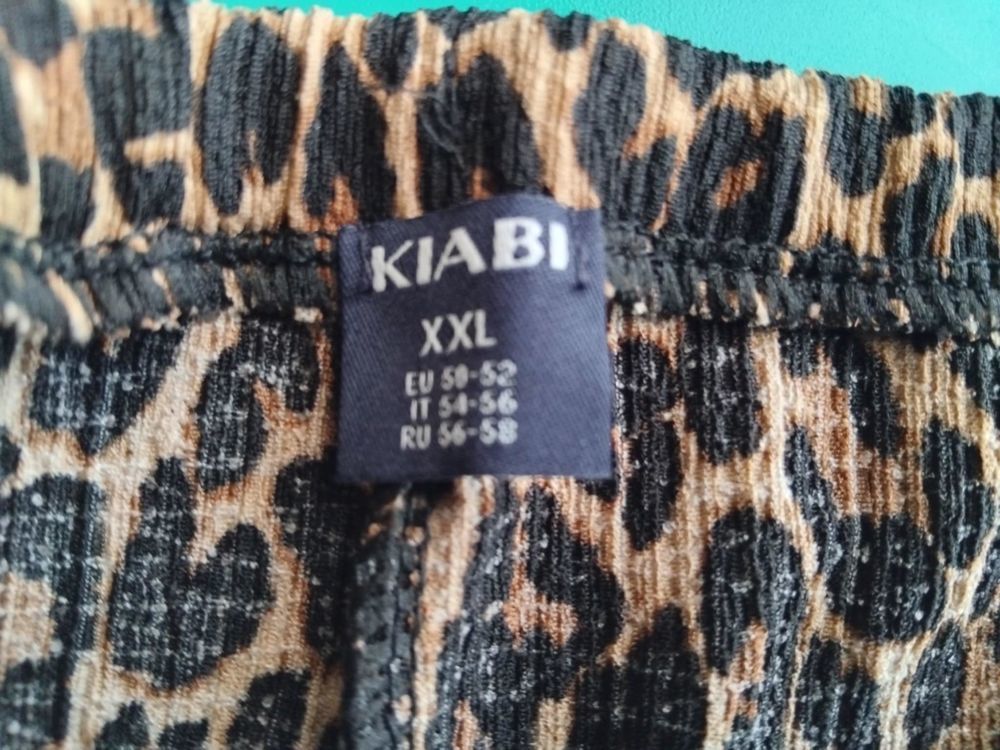 KIABI
XXL
EU 50-52
IT 54-56
RU 56-58